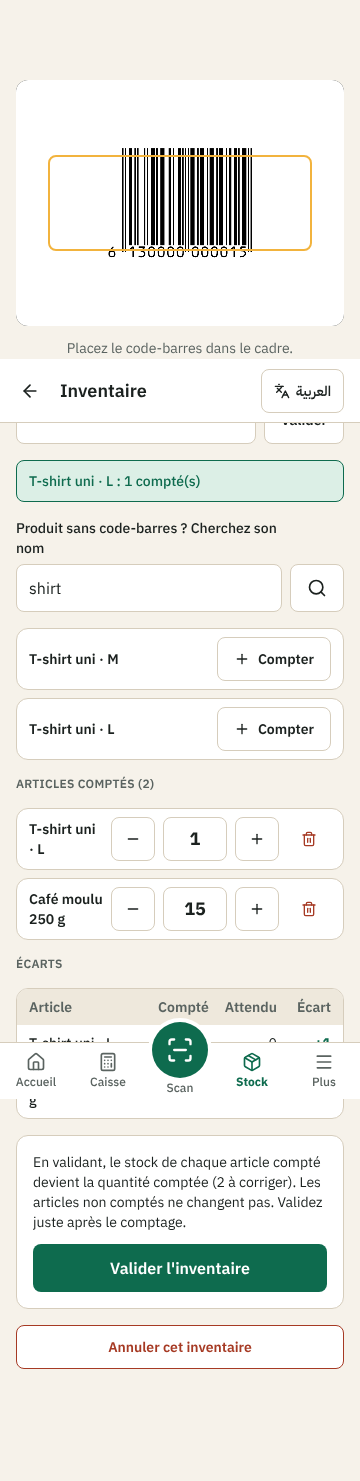 6 130000 000015
Placez le code-barres dans le cadre.
Inventaire
العربية
Valider
T-shirt uni · L : 1 compté(s)
Produit sans code-barres ? Cherchez son
nom
shirt
T-shirt uni · M
Compter
T-shirt uni · L
Compter
ARTICLES COMPTÉS (2)
T-shirt uni
· L
1
Café moulu
250 g
15
ÉCARTS
Article Compté Attendu Écart
Accueil Caisse Scan Stock Plus
g
En validant, le stock de chaque article compté
devient la quantité comptée (2 à corriger). Les
articles non comptés ne changent pas. Validez
juste après le comptage.
Valider l'inventaire
Annuler cet inventaire